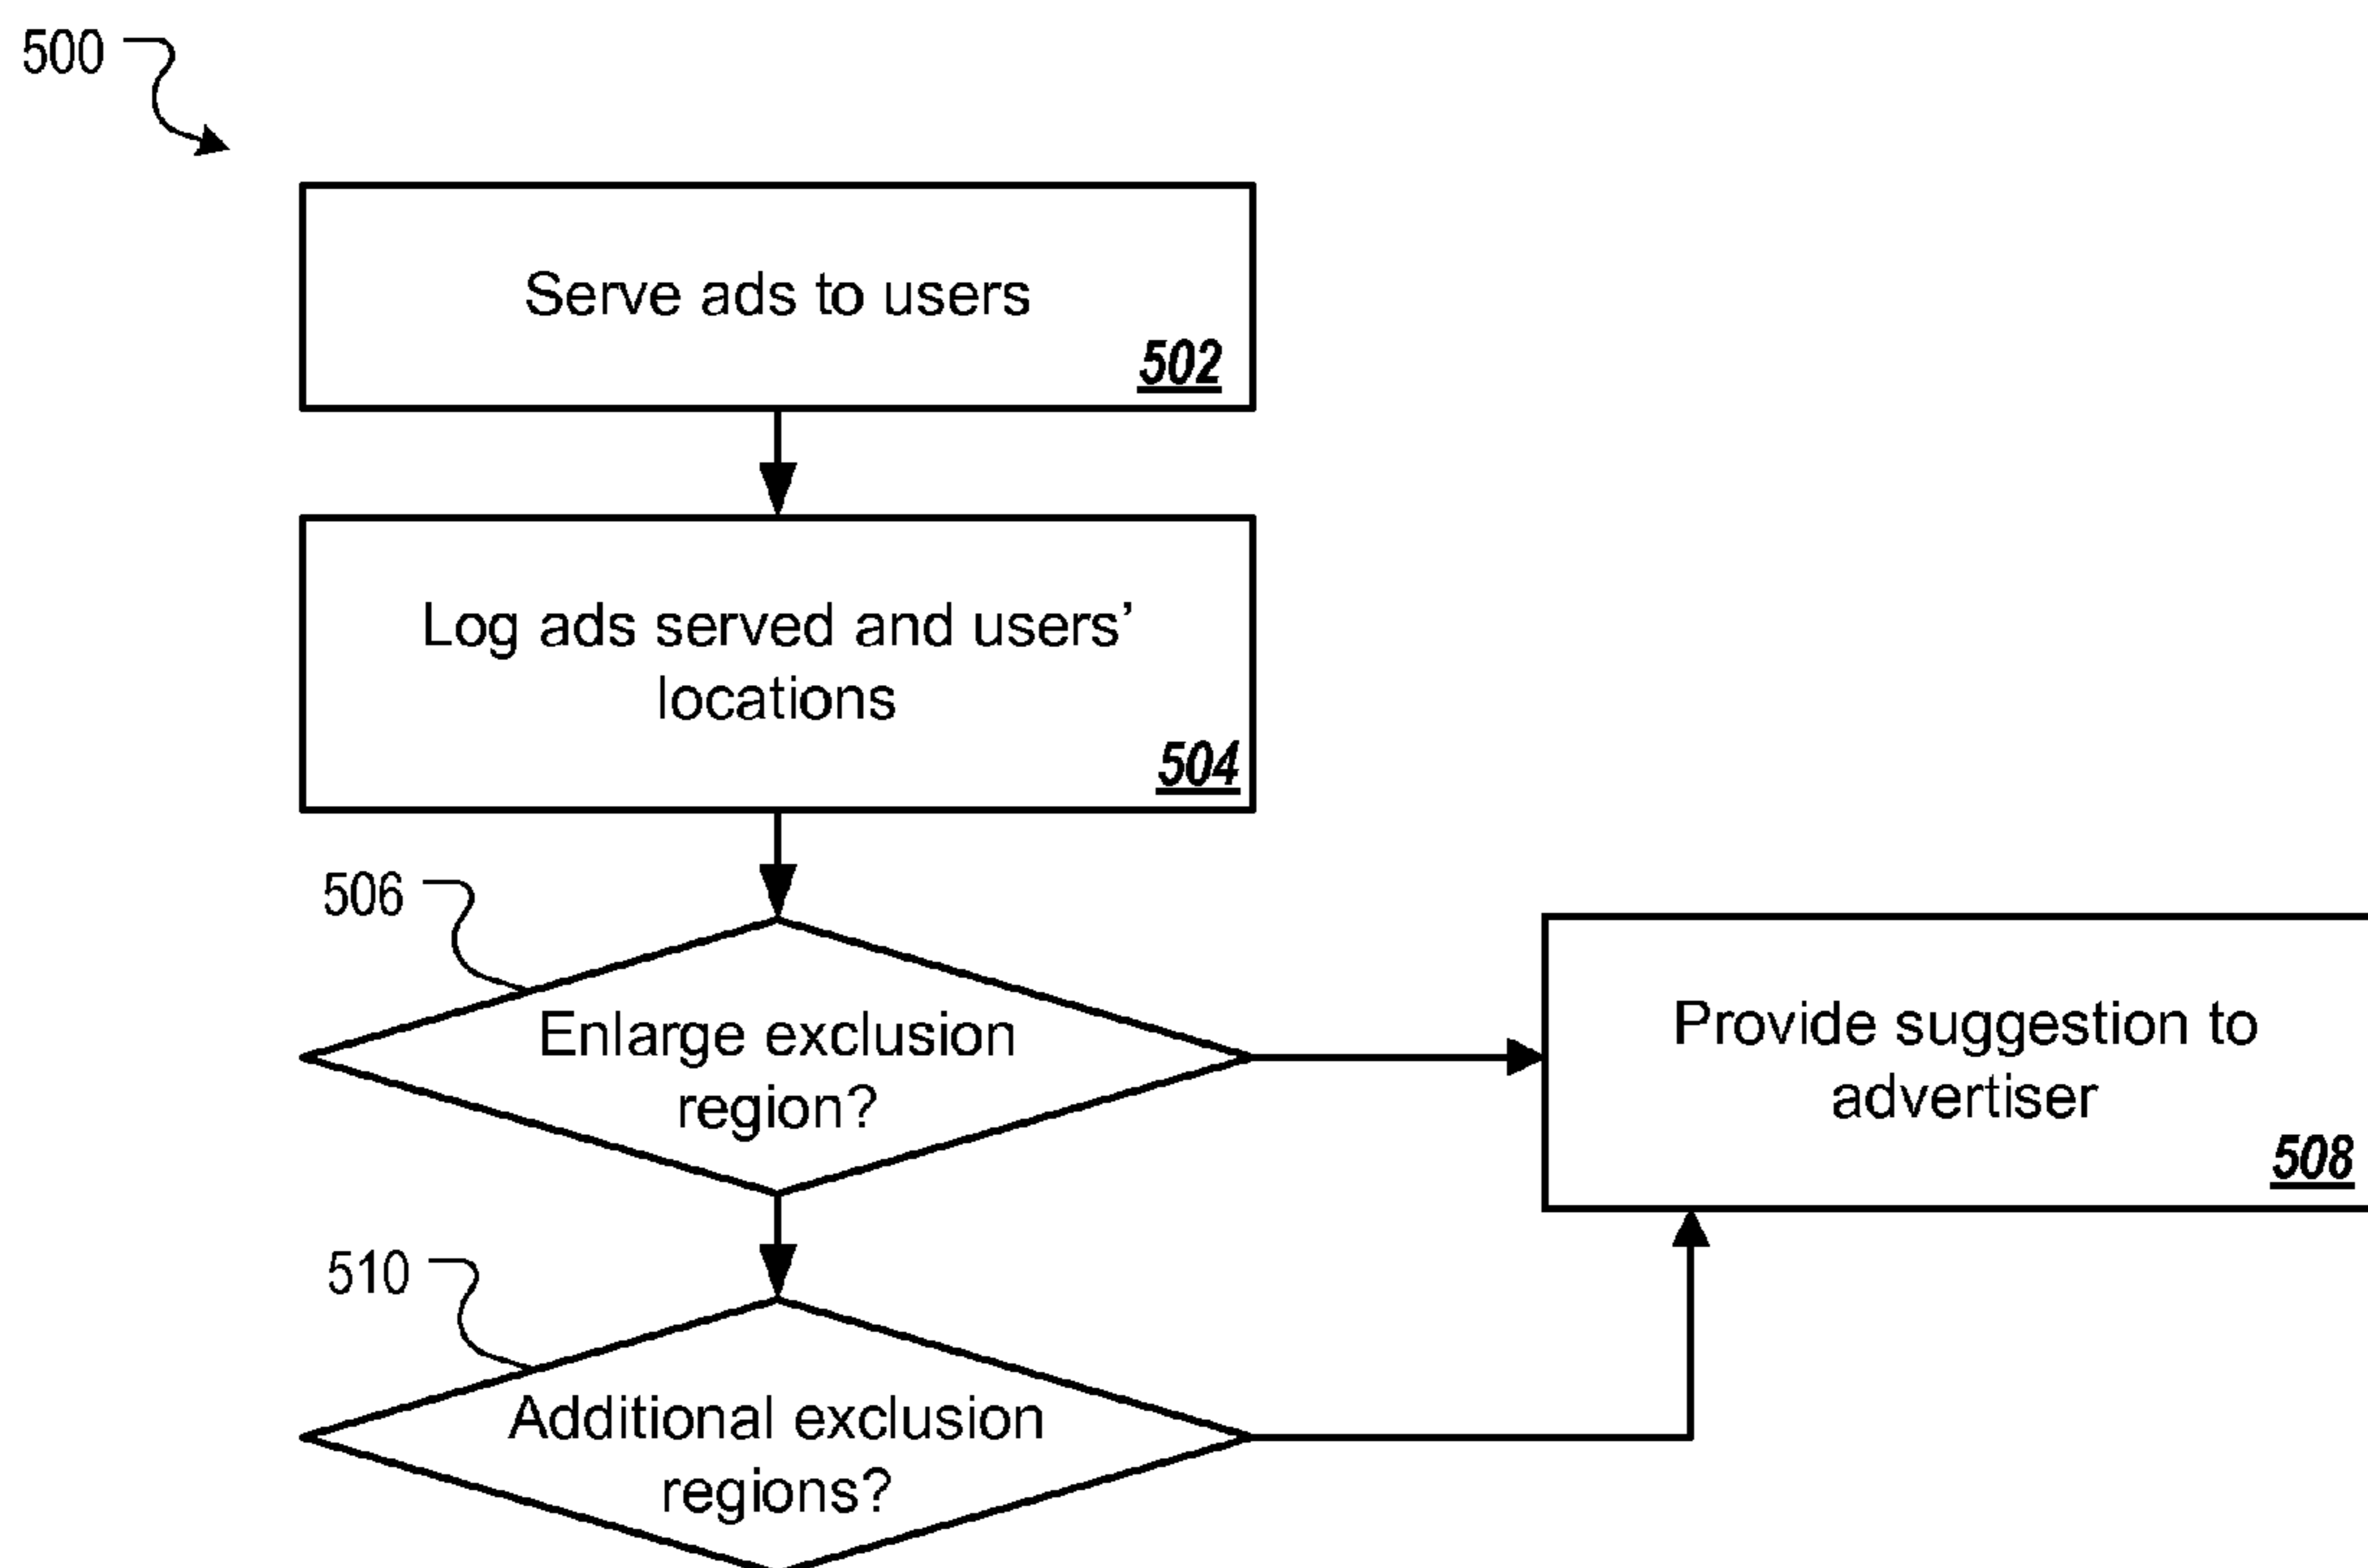 500
Serve ads to users
502
Log ads served and users’
locations
504
506
Enlarge exclusion
region?
Provide suggestion to
advertiser
508
510
Additional exclusion
regions?